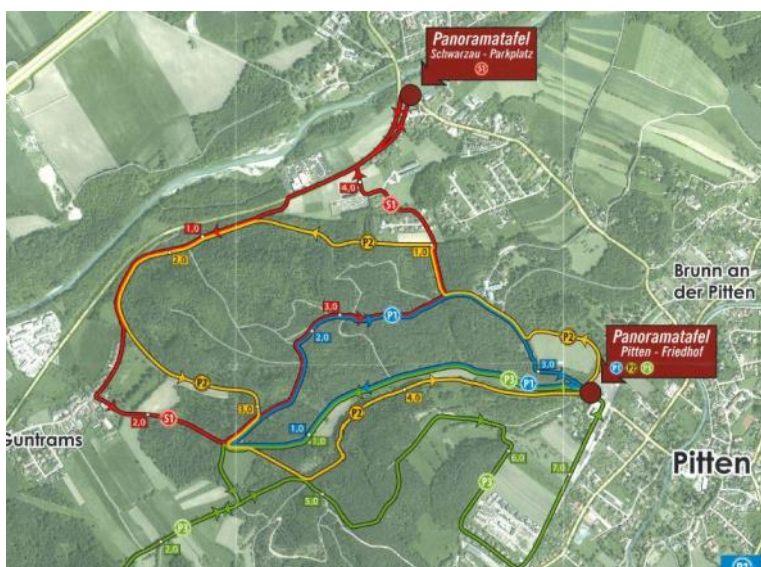 Panoramatafel
Schwarzau - Parkplatz
S1
4,0
S1
1,0
2,0
P2
1,0
Brunn an
der Pitten
3,0
P1
2,0
P2
Panoramatafel
Pitten - Friedhof
P1 P2 P3
3,0
P3
P1
P2
3,0
P2
4,0
2,0
S1
Guntrams
1,0
1,0
Pitten
6,0
P3
7,0
5,0
P3
2,0
P1